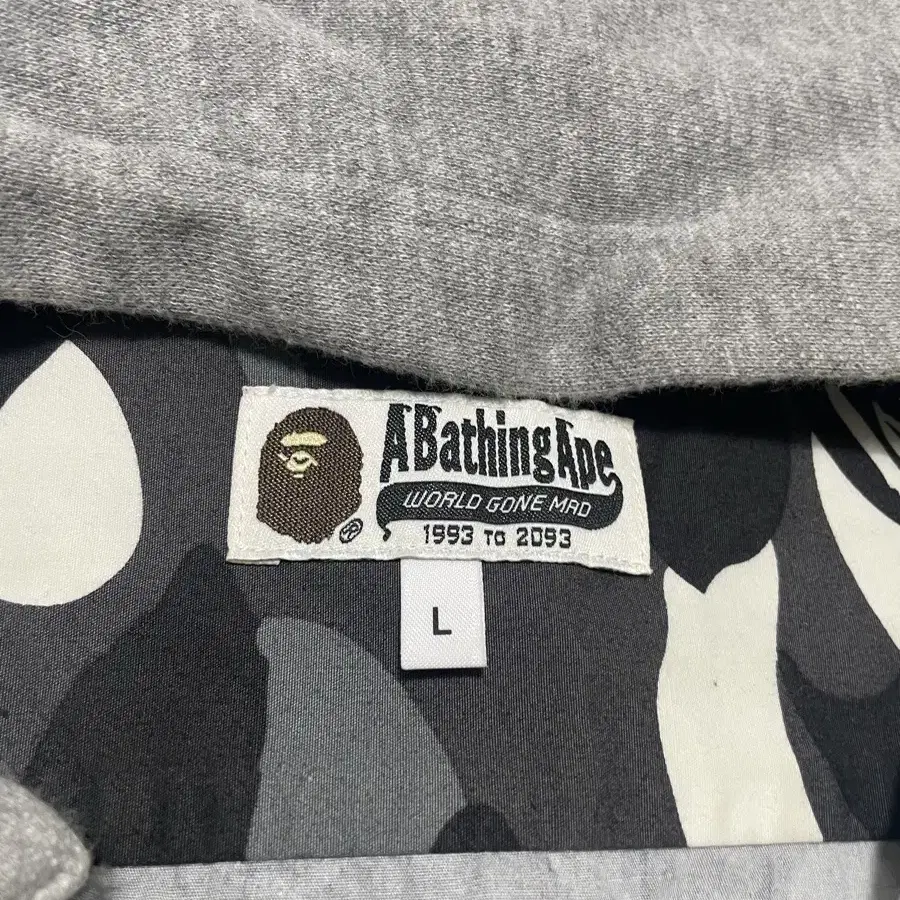 ABathingApe
WORLD GONE MAD
1993 TO 2093
®
L